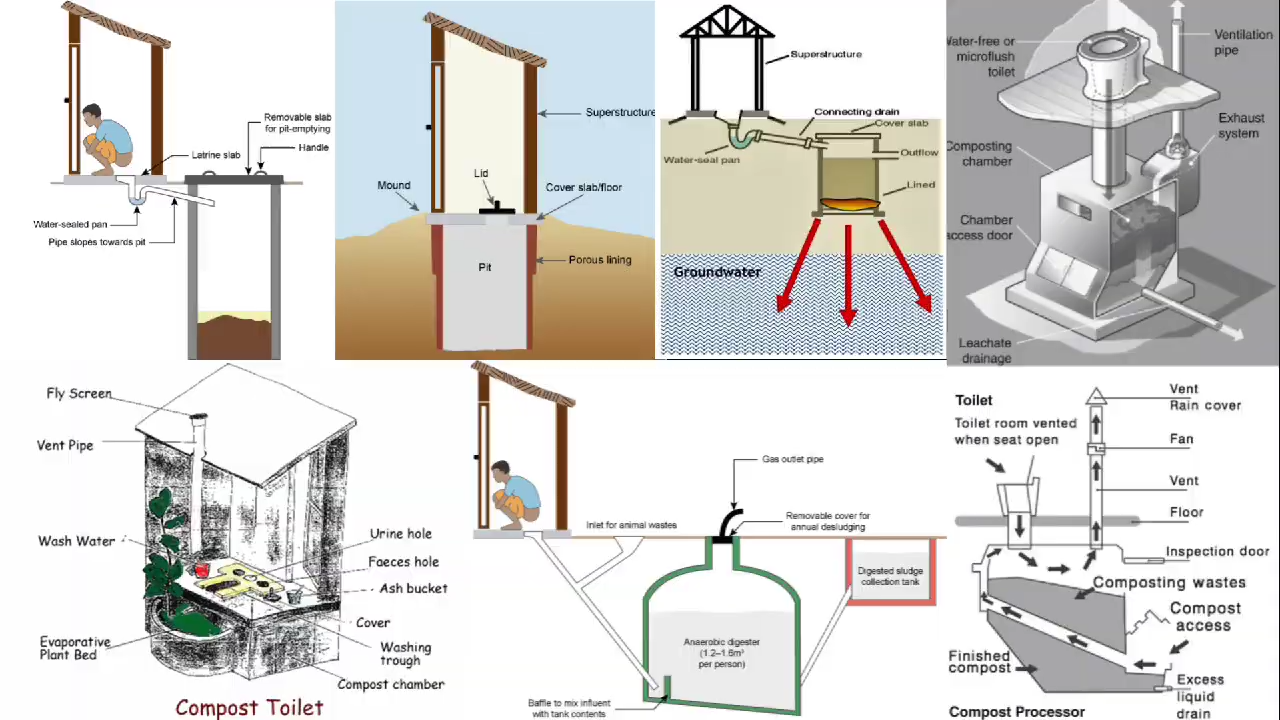 Removable slab
for pit-emptying
Handle
Latrine slab
Water-sealed pan
Pipe slopes towards pit
Superstructure
Mound
Lid
Cover slab/floor
Porous lining
Pit
Superstructure
Connecting drain
Cover slab
Water-seal pan
Outflow
Lined
Groundwater
Water-free or
microflush
toilet
Ventilation
pipe
Exhaust
system
Composting
chamber
Chamber
access door
Leachate
drainage
Fly Screen
Vent Pipe
Wash Water
Urine hole
Faeces hole
Ash bucket
Cover
Washing
trough
Evaporative
Plant Bed
Compost chamber
Compost Toilet
Gas outlet pipe
Inlet for animal wastes
Removable cover for
annual desludging
Digested sludge
collection tank
Anaerobic digester
(1.2–1.6m³
per person)
Baffle to mix influent
with tank contents
Toilet
Toilet room vented
when seat open
Vent
Rain cover
Fan
Vent
Floor
Inspection door
Composting wastes
Compost
access
Finished
compost
Excess
liquid
drain
Compost Processor